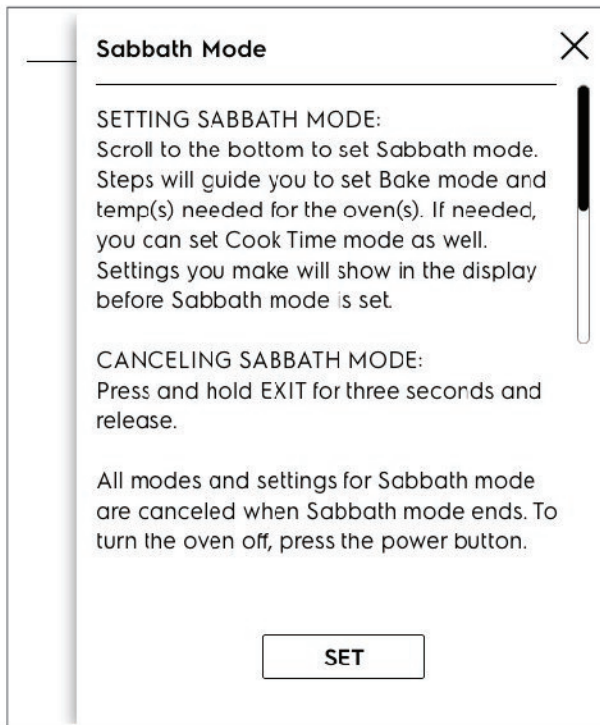 Sabbath Mode
SETTING SABBATH MODE:
Scroll to the bottom to set Sabbath mode.
Steps will guide you to set Bake mode and
temp(s) needed for the oven(s). If needed,
you can set Cook Time mode as well.
Settings you make will show in the display
before Sabbath mode is set.
CANCELING SABBATH MODE:
Press and hold EXIT for three seconds and
release.
All modes and settings for Sabbath mode
are canceled when Sabbath mode ends. To
turn the oven off, press the power button.
SET